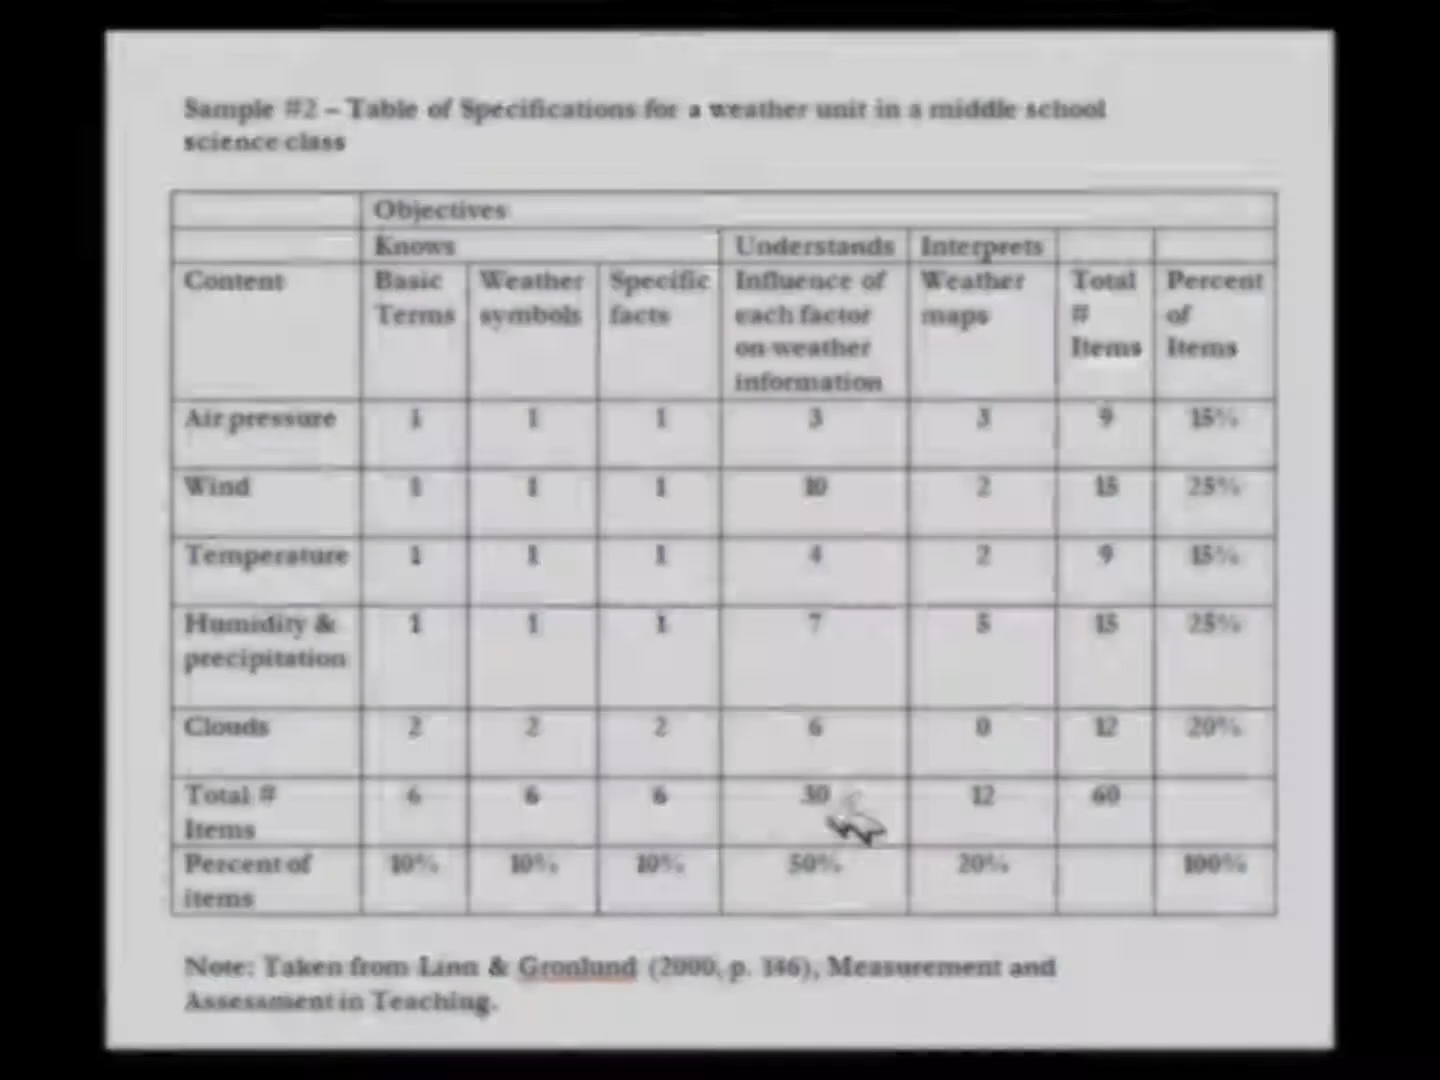 Sample #2 – Table of Specifications for a weather unit in a middle school
science class
Objectives
Knows Understands Interprets
Content Basic Weather Specific Influence of Weather Total Percent
Terms symbols facts each factor maps # of
on weather Items Items
information
Air pressure 1 1 1 3 3 9 15%
Wind 1 1 1 10 2 15 25%
Temperature 1 1 1 4 2 9 15%
Humidity & 1 1 1 7 5 15 25%
precipitation
Clouds 2 2 2 6 0 12 20%
Total # 6 6 6 30 12 60
Items
Percent of 10% 10% 10% 50% 20% 100%
items
Note: Taken from Linn & Gronlund (2000, p. 146), Measurement and
Assessment in Teaching.